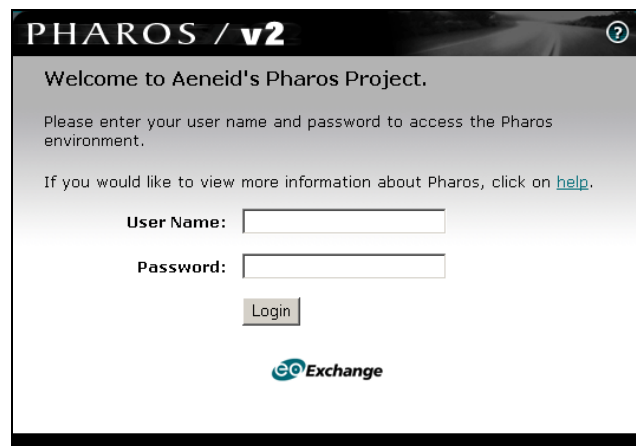 PHAROS / v2
?
Welcome to Aeneid's Pharos Project.
Please enter your user name and password to access the Pharos
environment.
If you would like to view more information about Pharos, click on help.
User Name:
Password:
Login
eoExchange